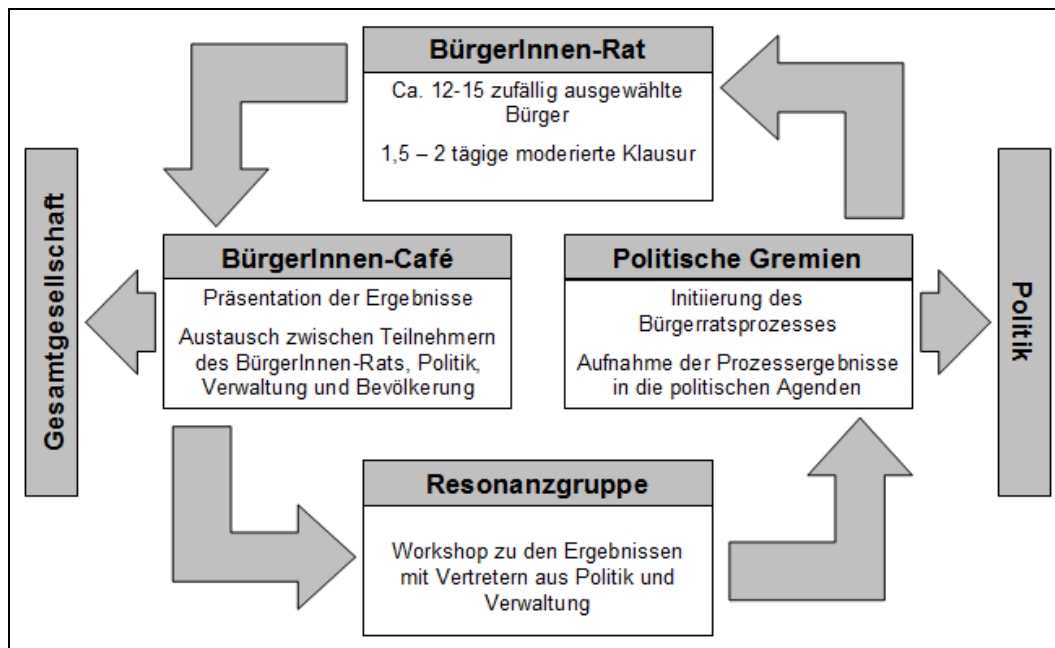 BürgerInnen-Rat
Ca. 12-15 zufällig ausgewählte
Bürger
1,5 – 2 tägige moderierte Klausur
Gesamtgesellschaft
BürgerInnen-Café
Präsentation der Ergebnisse
Austausch zwischen Teilnehmern
des BürgerInnen-Rats, Politik,
Verwaltung und Bevölkerung
Politische Gremien
Initiierung des
Bürgerratsprozesses
Aufnahme der Prozessergebnisse
in die politischen Agenden
Politik
Resonanzgruppe
Workshop zu den Ergebnissen
mit Vertretern aus Politik und
Verwaltung